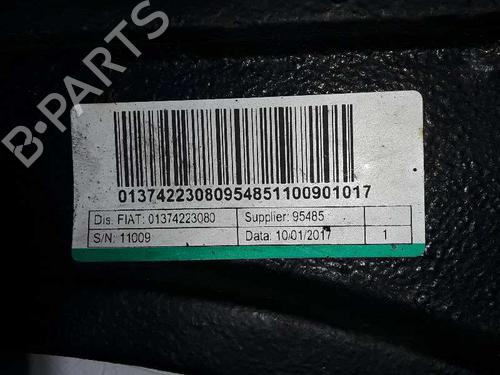 B-PARTS
01374223080954851100901017
Dis. FIAT: 01374223080 Supplier: 95485
S/N: 11009 Data: 10/01/2017 1